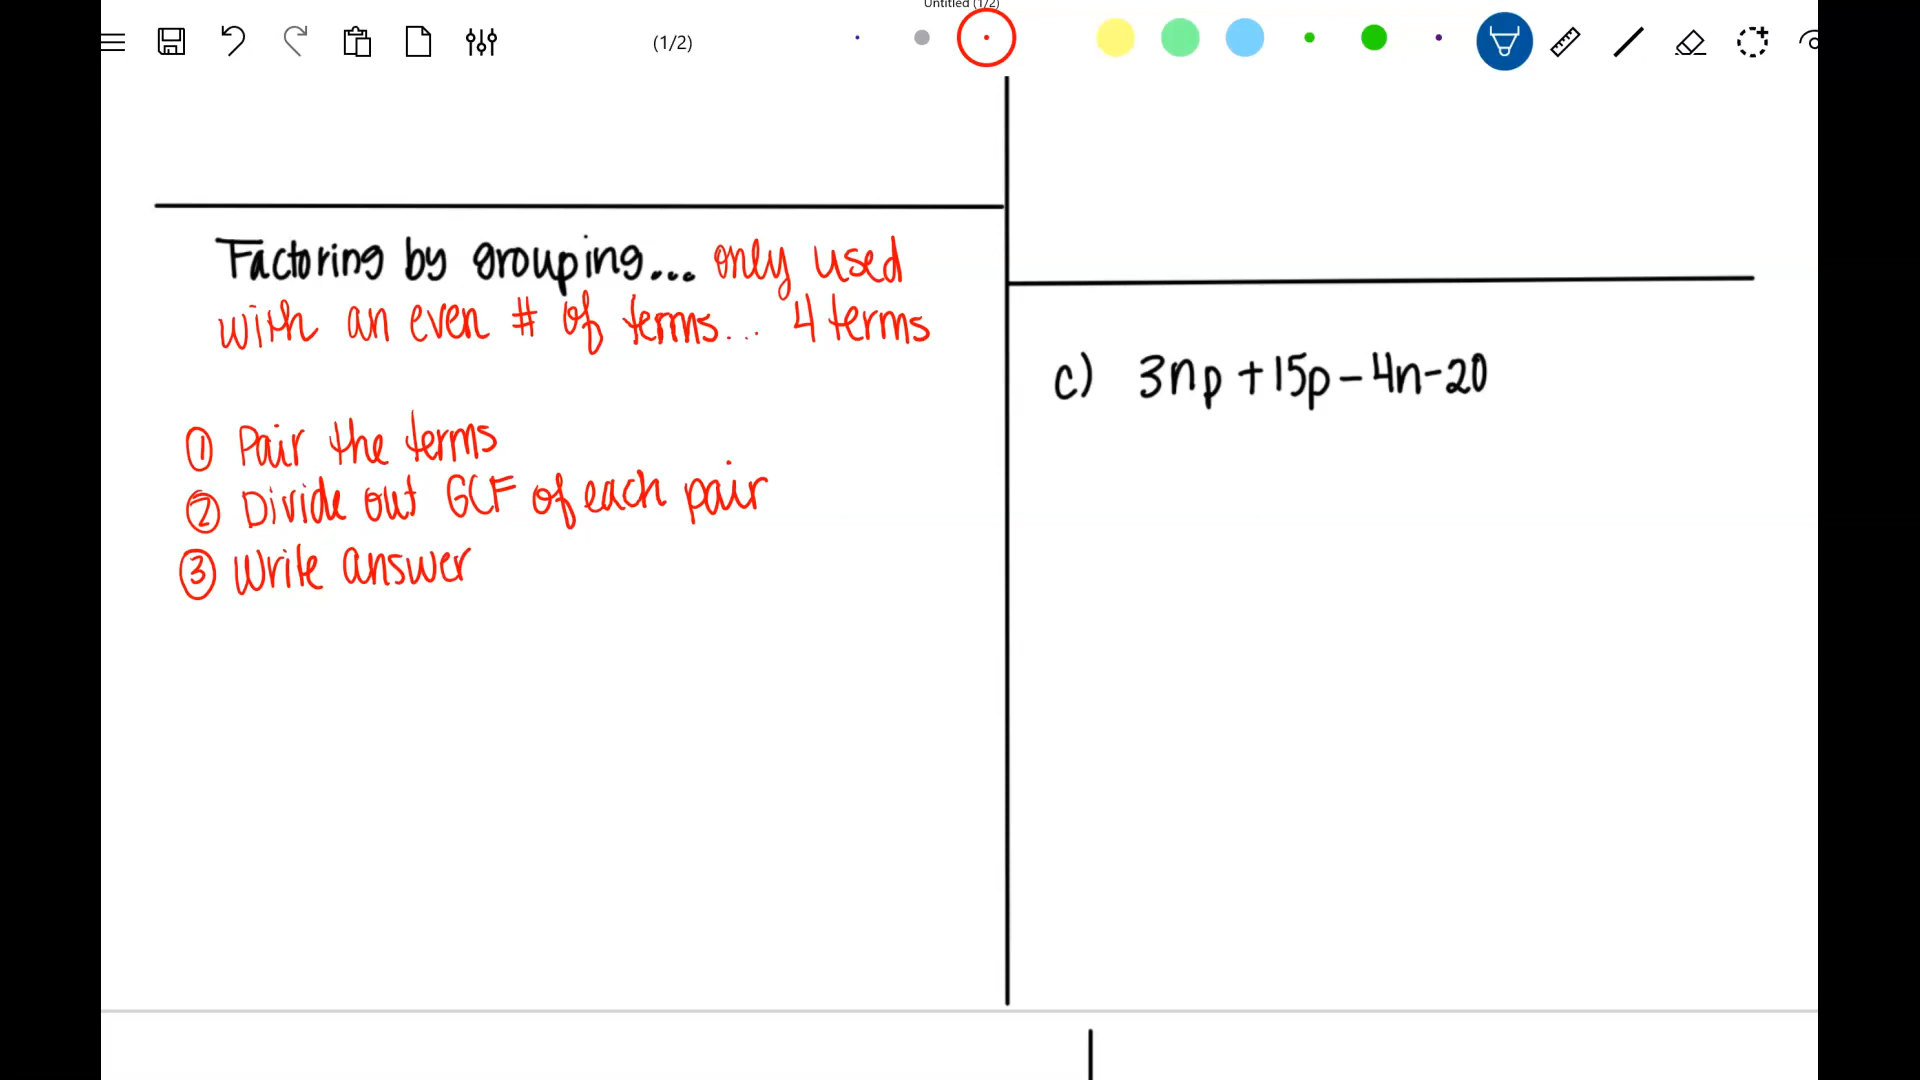 Untitled (1/2)
(1/2)
Factoring by grouping... only used
with an even # of terms... 4 terms
① Pair the terms
② Divide out GCF of each pair
③ Write answer
c) 3np + 15p - 4n - 20